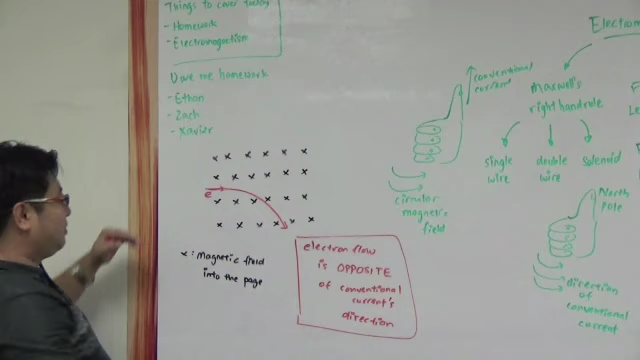 Things to cover today
- Homework
- Electromagnetism
U owe me homework
- Ethan
- Zach
- Xavier
x x x x x x
x x x x x x
e
x x x x x
x x x x x x
x: Magnetic field
into the page
electron flow
is OPPOSITE
of conventional
current's
direction
conventional
current
circular
magnetic
field
Electrom
Maxwell's
right hand rule
single
wire
double
wire
solenoid
North
Pole
direction
of
conventional
current